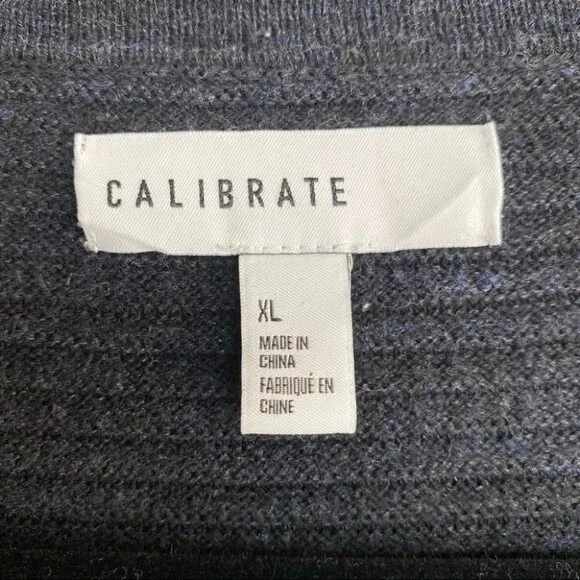 CALIBRATE
XL
MADE IN
CHINA
FABRIQUÉ EN
CHINE